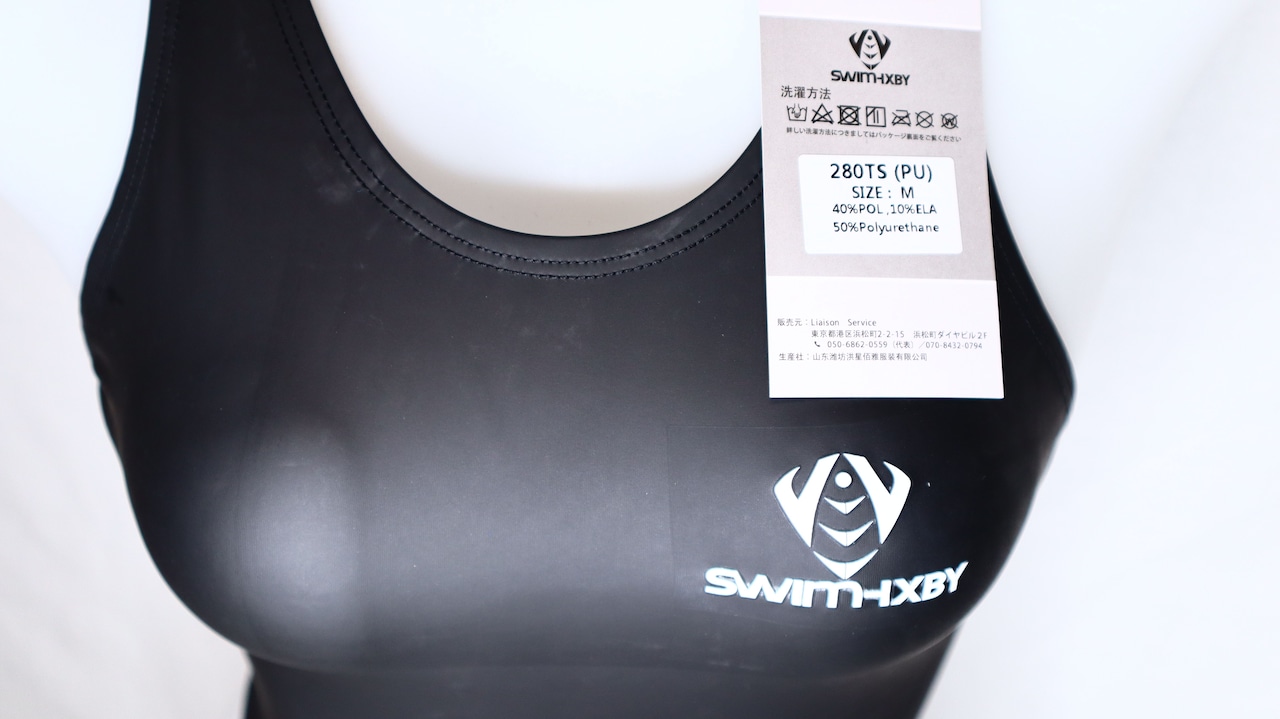 SWIM-HXBY
洗濯方法
詳しい洗濯方法につきましてはパッケージ裏面をご覧ください
280TS (PU)
SIZE : M
40%POL ,10%ELA
50%Polyurethane
販売元：Liaison Service
東京都港区浜松町2-2-15 浜松町ダイヤビル2F
050-6862-0559（代表）／070-8432-0794
生産社：山东潍坊洪星佰雅服装有限公司
SWIM-HXBY